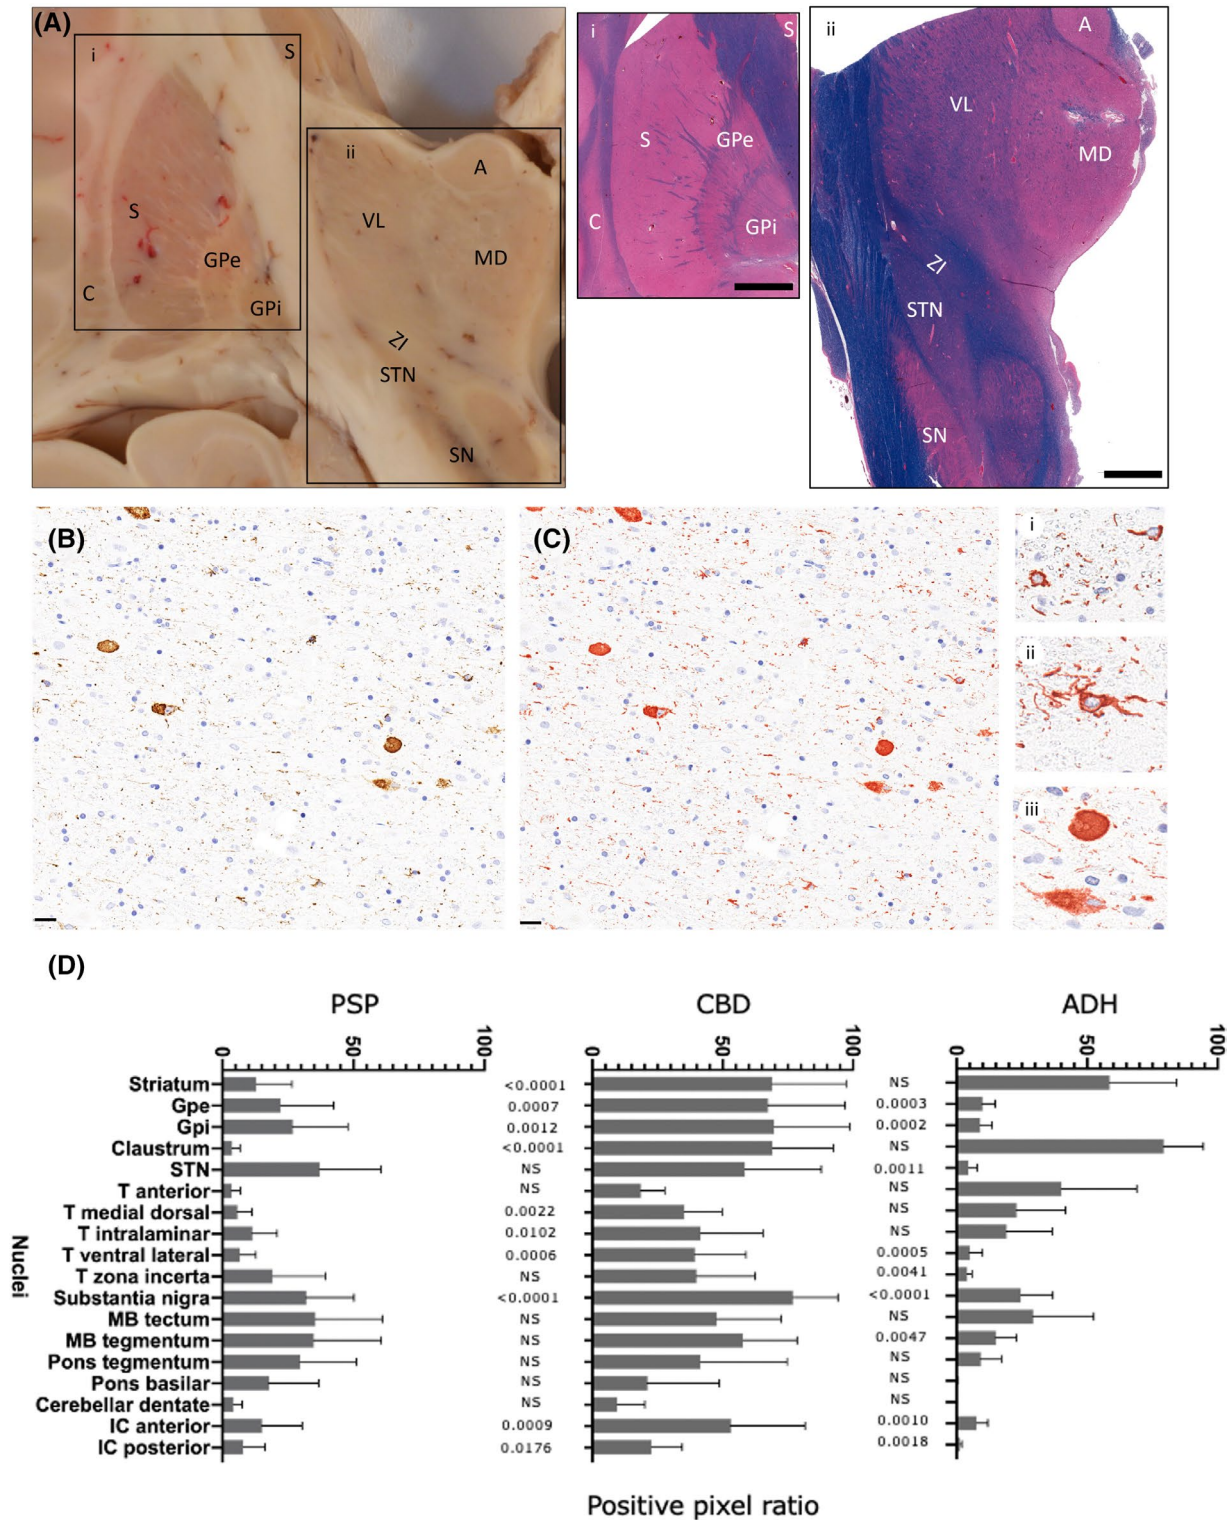 (A)
i
S
C
GPe
GPi
S
ii
A
VL
MD
ZI
STN
SN
i
S
S
GPe
C
GPi
ii
A
VL
MD
ZI
STN
SN
(B)
(C)
i
ii
iii
(D)
PSP
CBD
ADH
0 50 100
0 50 100
0 50 100
Nuclei
Striatum <0.0001 NS
Gpe 0.0007 0.0003
Gpi 0.0012 0.0002
Claustrum <0.0001 NS
STN NS 0.0011
T anterior NS NS
T medial dorsal 0.0022 NS
T intralaminar 0.0102 NS
T ventral lateral 0.0006 0.0005
T zona incerta NS 0.0041
Substantia nigra <0.0001 <0.0001
MB tectum NS NS
MB tegmentum NS 0.0047
Pons tegmentum NS NS
Pons basilar NS NS
Cerebellar dentate NS NS
IC anterior 0.0009 0.0010
IC posterior 0.0176 0.0018
Positive pixel ratio